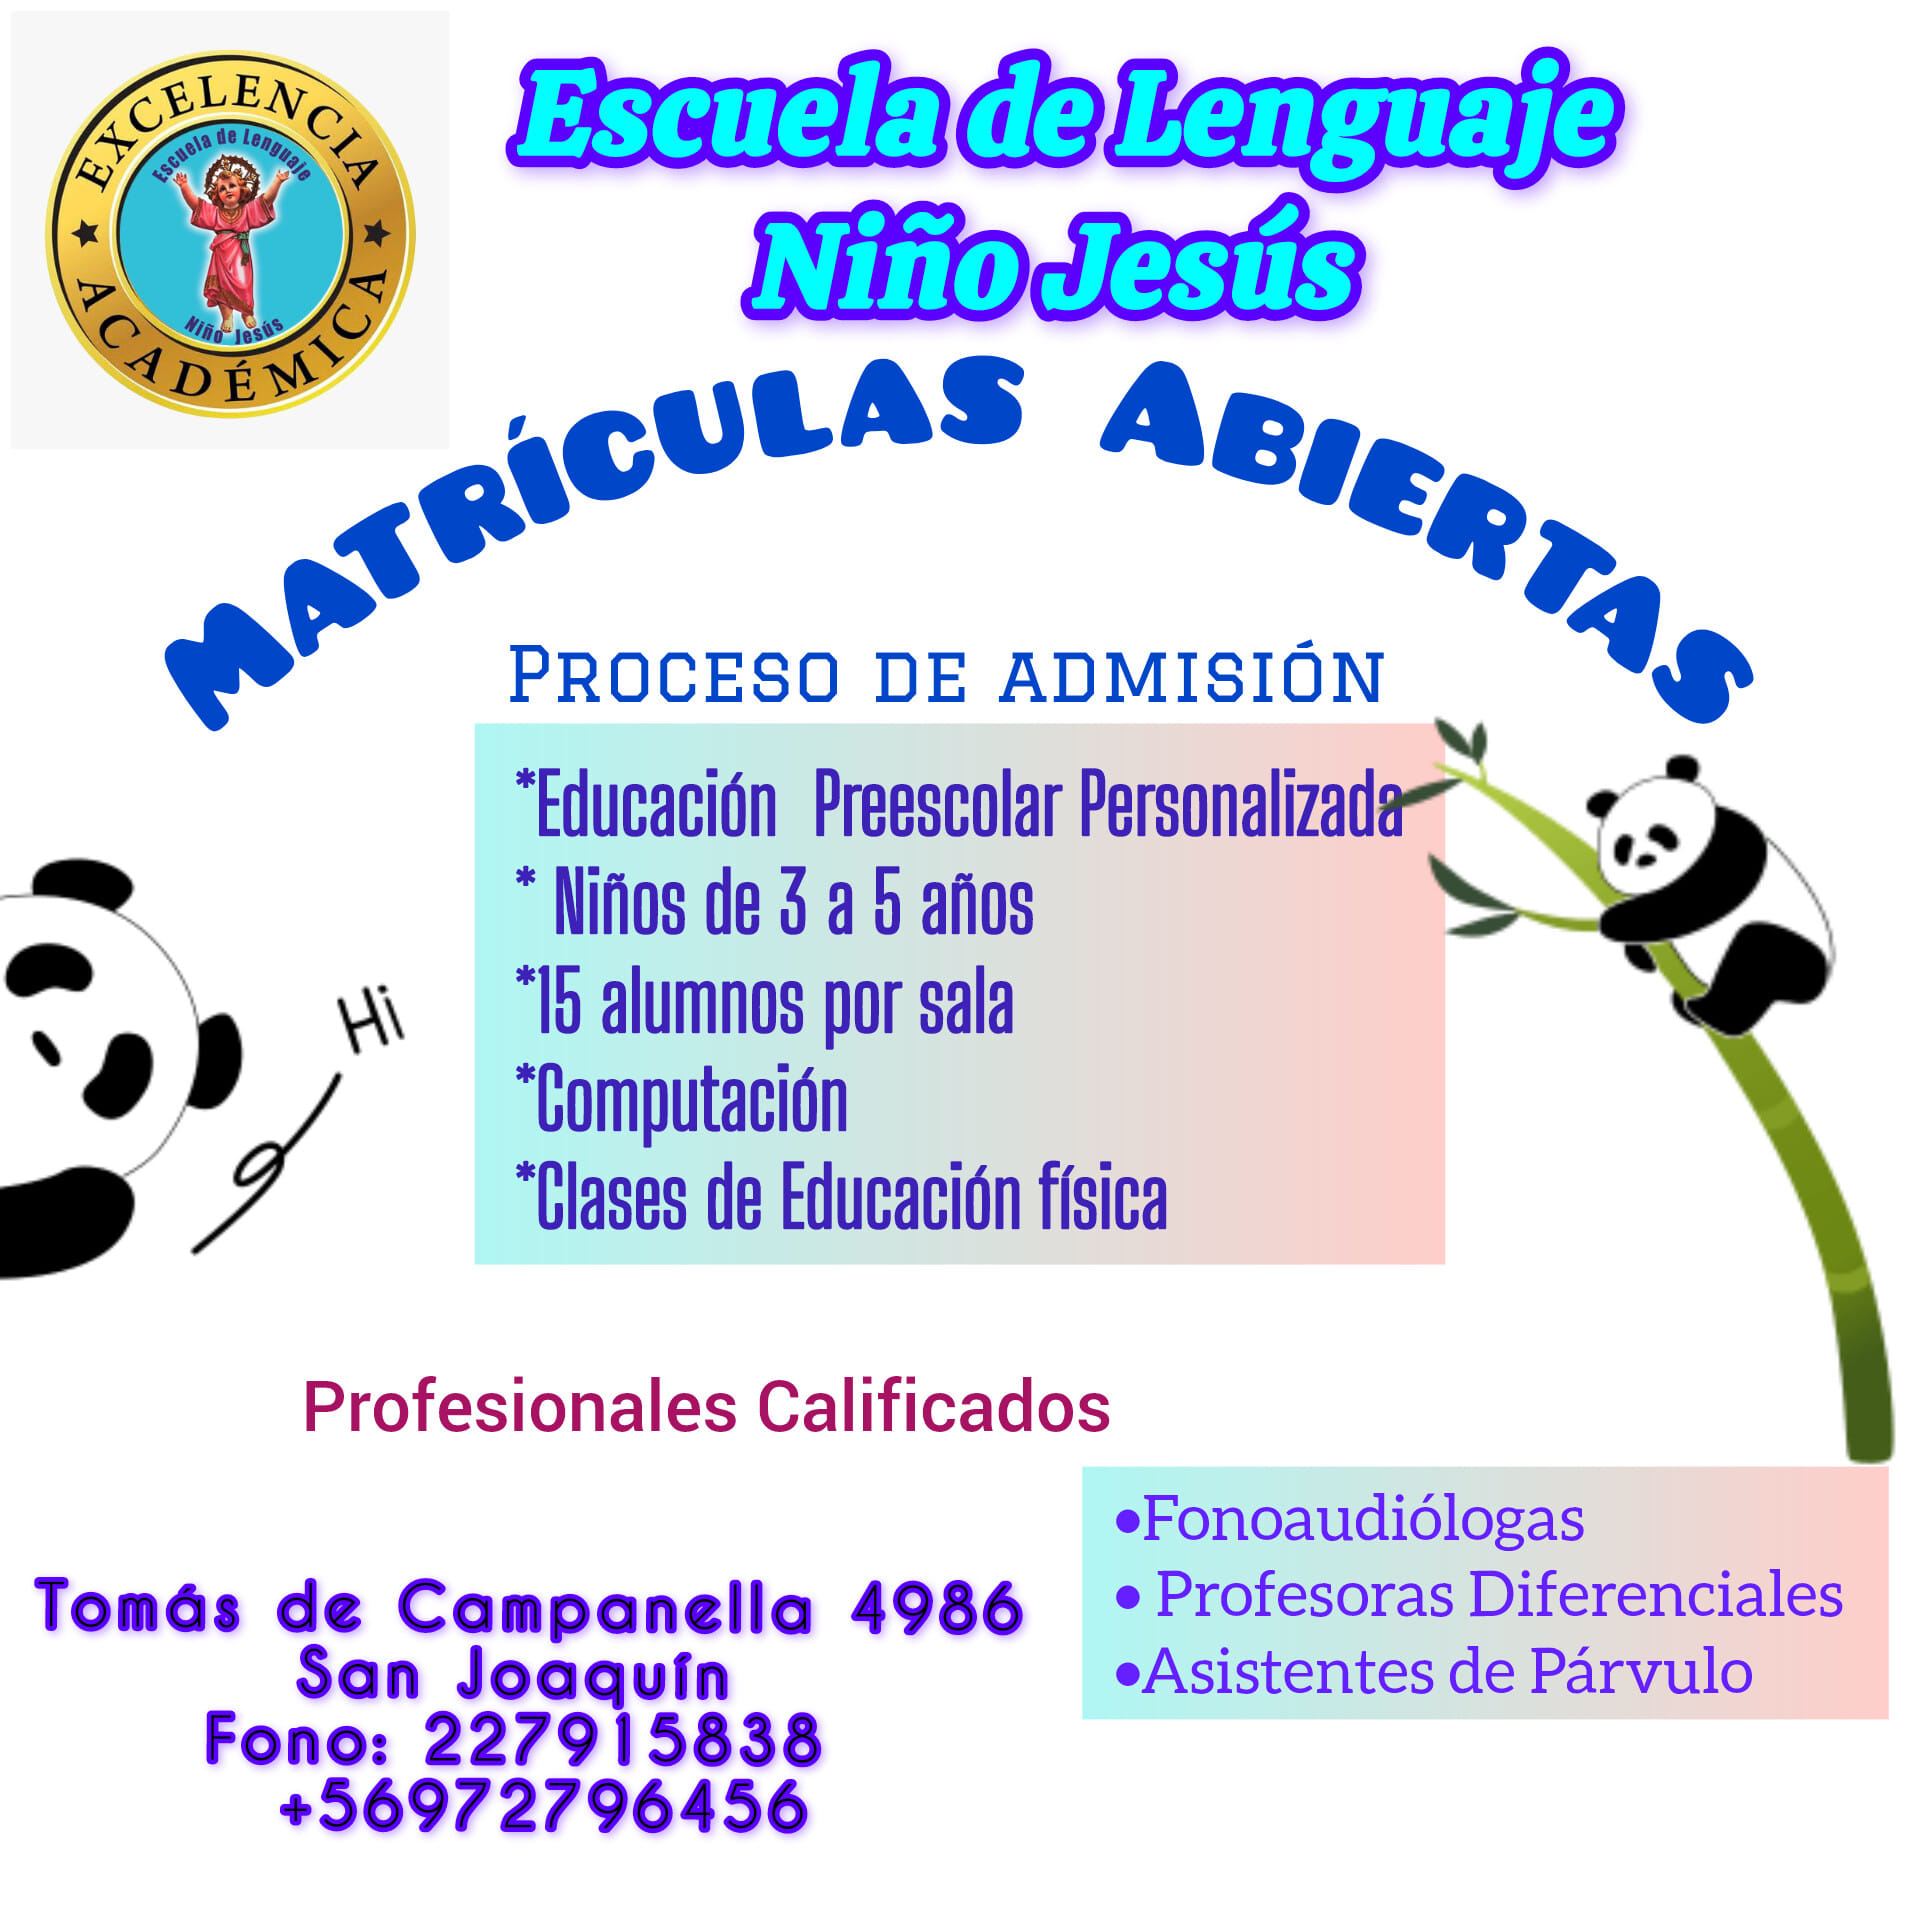 EXCELENCIA
ACADÉMICA
Escuela de Lenguaje
Niño Jesús
Escuela de Lenguaje
Niño Jesús
Matrículas Abiertas
Proceso de admisión
*Educación Preescolar Personalizada
* Niños de 3 a 5 años
*15 alumnos por sala
*Computación
*Clases de Educación física
Hi
Profesionales Calificados
•Fonoaudiólogas
• Profesoras Diferenciales
•Asistentes de Párvulo
Tomás de Campanella 4986
San Joaquín
Fono: 227915838
+56972796456